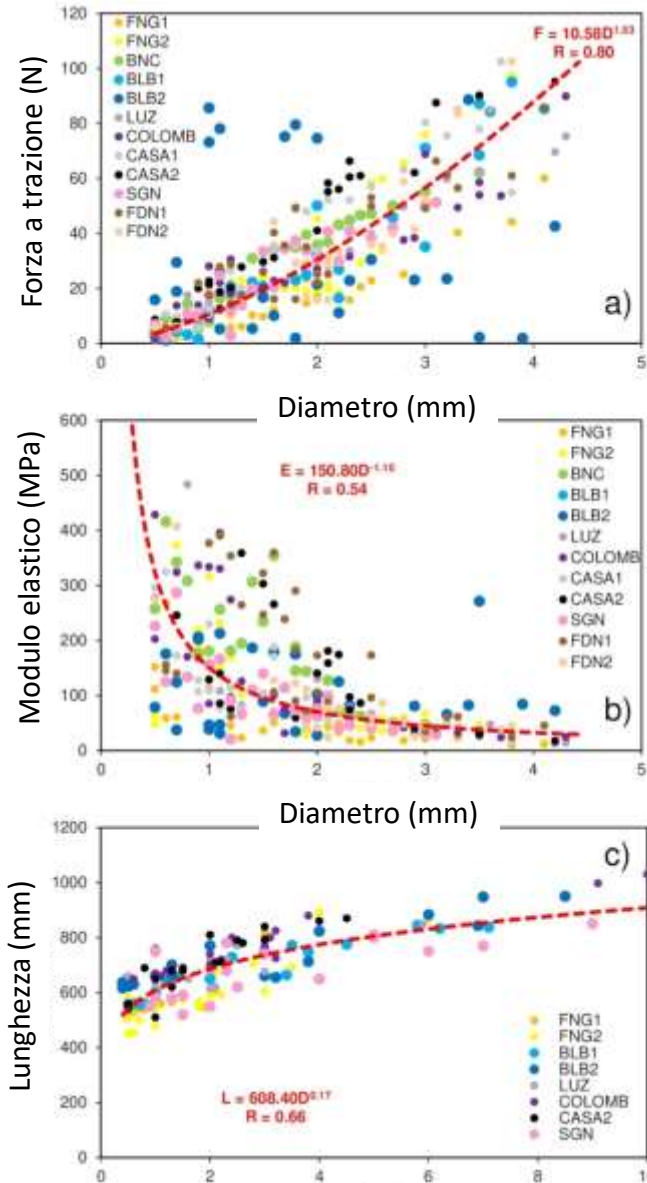 Forza a trazione (N)
120
100
80
60
40
20
0
FNG1
FNG2
BNC
BLB1
BLB2
LUZ
COLOMB
CASA1
CASA2
SGN
FDN1
FDN2
R = 0.80
a)
0 1 2 3 4 5
Diametro (mm)
Modulo elastico (MPa)
600
500
400
300
200
100
0
E = 150.80D
R = 0.54
FNG1
FNG2
BNC
BLB1
BLB2
LUZ
COLOMB
CASA1
CASA2
SGN
FDN1
FDN2
b)
0 1 2 3 4 5
Diametro (mm)
Lunghezza (mm)
1200
1000
800
600
400
200
0
c)
L = 608.40D^0.17
R = 0.66
FNG1
FNG2
BLB1
BLB2
LUZ
COLOMB
CASA2
SGN
0 2 4 6 8